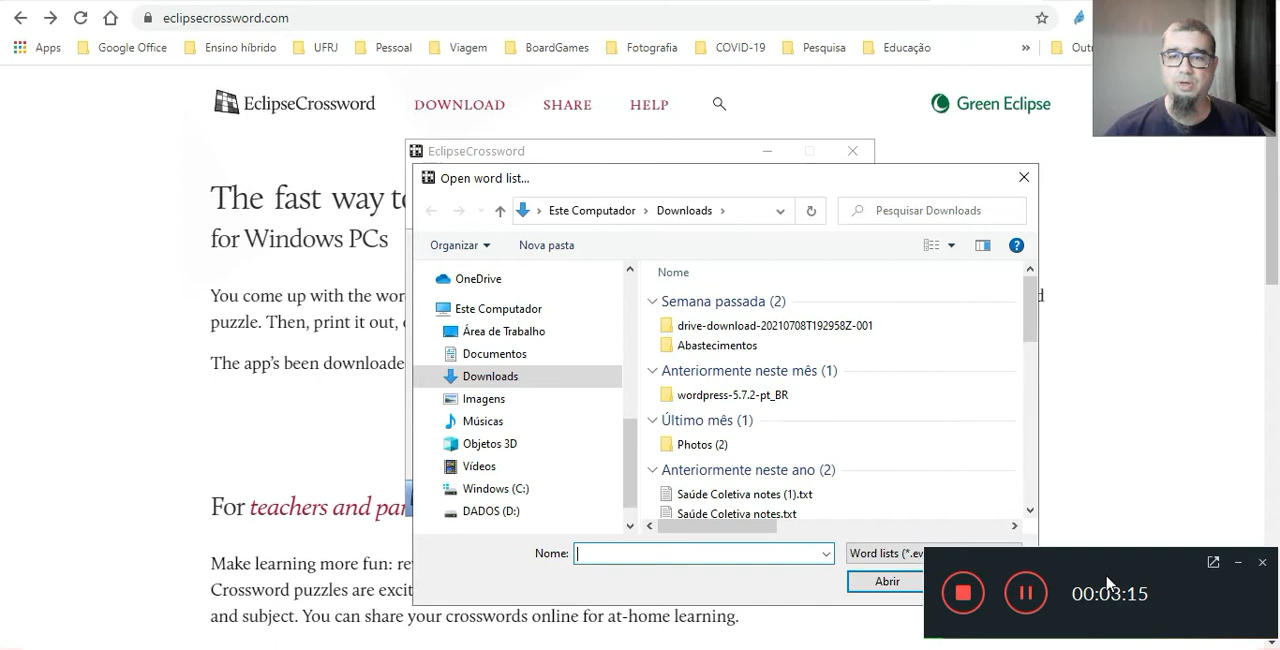 eclipsecrossword.com
Apps Google Office Ensino híbrido UFRJ Pessoal Viagem BoardGames Fotografia COVID-19 Pesquisa Educação » Out
EclipseCrossword DOWNLOAD SHARE HELP Green Eclipse
EclipseCrossword
Open word list...
The fast way to
for Windows PCs
Este Computador Downloads Pesquisar Downloads
Organizar Nova pasta
You come up with the
puzzle. Then, print it out,
The app's been
For teachers and
Make learning more fun:
Crossword puzzles are
and subject. You can share your crosswords online for at-home learning.
OneDrive
Este Computador
Área de Trabalho
Documentos
Downloads
Imagens
Músicas
Objetos 3D
Vídeos
Windows (C:)
DADOS (D:)
Nome
Semana passada (2)
drive-download-20210708T192958Z-001
Abastecimentos
Anteriormente neste mês (1)
wordpress-5.7.2-pt_BR
Último mês (1)
Photos (2)
Anteriormente neste ano (2)
Saúde Coletiva notes (1).txt
Saúde Coletiva notes.txt
Nome: Word lists (*.ew
Abrir
00:03:15